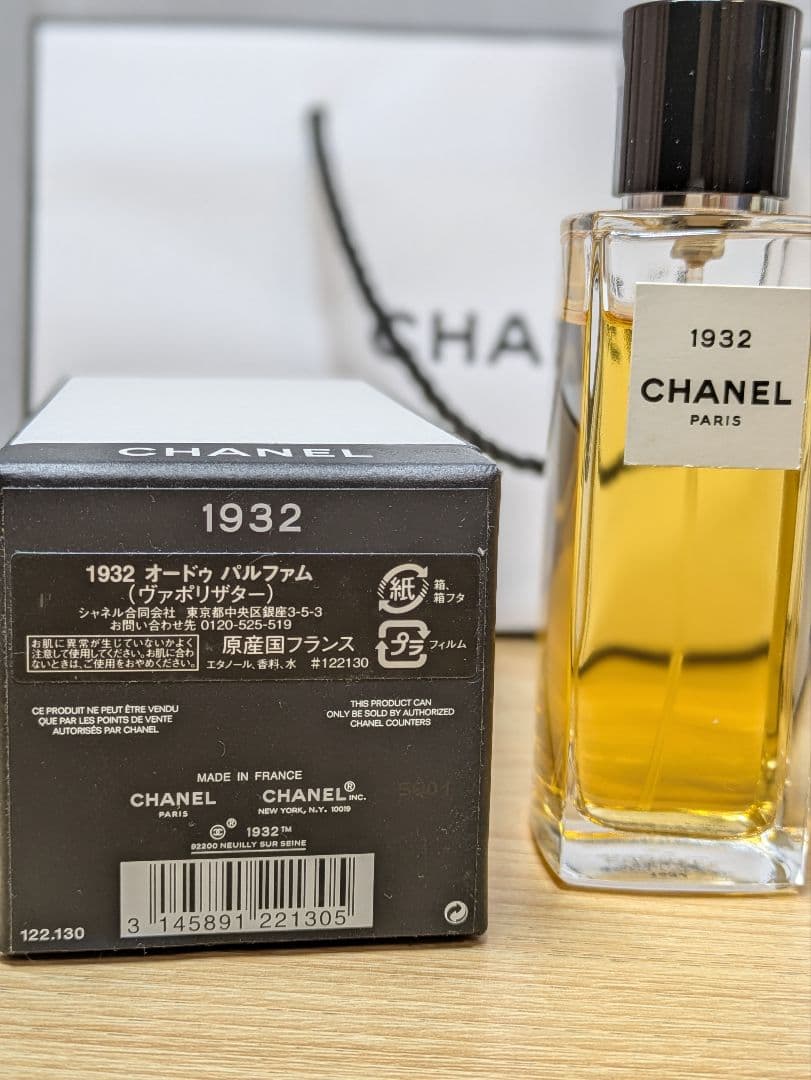 CHA
1932
CHANEL
PARIS
CHANEL
1932
1932 オードゥ パルファム
(ヴァポリザター)
シャネル合同会社 東京都中央区銀座3-5-3
お問い合わせ先 0120-525-519
お肌に異常が生じていないかよく
注意して使用してください。お肌に合わ
ないときは、ご使用をおやめください。
原産国フランス
エタノール、香料、水 #122130
紙
箱、
箱フタ
プラ
フィルム
CE PRODUIT NE PEUT ÊTRE VENDU
QUE PAR LES POINTS DE VENTE
AUTORISÉS PAR CHANEL
THIS PRODUCT CAN
ONLY BE SOLD BY AUTHORIZED
CHANEL COUNTERS
MADE IN FRANCE
CHANEL
PARIS
CHANEL® INC.
NEW YORK, N.Y. 10019
5901
® 1932™
92200 NEUILLY SUR SEINE
3 145891 221305
122.130